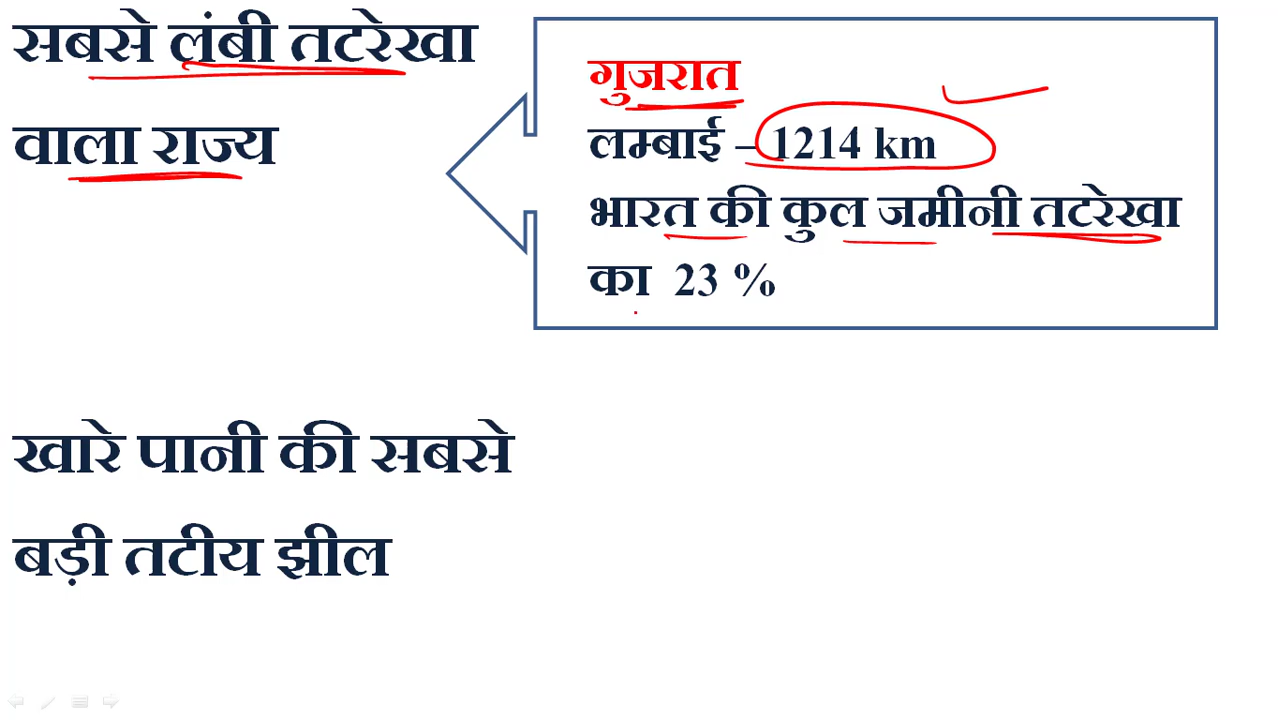 सबसे लंबी तटरेखा
वाला राज्य
गुजरात
लम्बाई – 1214 km
भारत की कुल जमीनी तटरेखा
का 23 %
खारे पानी की सबसे
बड़ी तटीय झील